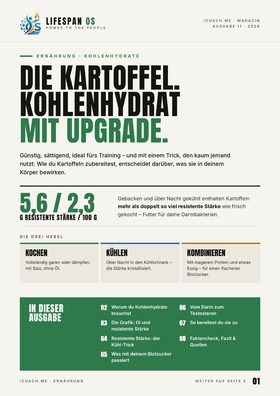 LIFESPAN OS
POWER TO THE PEOPLE
ICOACH.ME · MAGAZIN
AUSGABE 11 · 2026
ERNÄHRUNG · KOHLENHYDRATE
DIE KARTOFFEL.
KOHLENHYDRAT
MIT UPGRADE.
Günstig, sättigend, ideal fürs Training – und mit einem Trick, den kaum jemand
nutzt: Wie du Kartoffeln zubereitest, entscheidet darüber, was sie in deinem
Körper bewirken.
5,6 / 2,3
G RESISTENTE STÄRKE / 100 G
Gebacken und über Nacht gekühlt enthalten Kartoffeln
mehr als doppelt so viel resistente Stärke wie frisch
gekocht – Futter für deine Darmbakterien.
DIE DREI HEBEL
KOCHEN
Vollständig garen oder dämpfen,
mit Salz, ohne Öl.
KÜHLEN
Über Nacht in den Kühlschrank –
die Stärke kristallisiert.
KOMBINIEREN
Mit magerem Protein und etwas
Essig – für einen flacheren
Blutzucker.
IN DIESER
AUSGABE
02 Warum du Kohlenhydrate
brauchst
03 Die Grafik: GI und
resistente Stärke
04 Resistente Stärke: der
Kühl-Trick
05 Was mit deinem Blutzucker
passiert
06 Vom Darm zum
Testosteron
07 So bereitest du sie zu
08 Faktencheck, Fazit &
Quellen
ICOACH.ME · ERNÄHRUNG
WEITER AUF SEITE 2
01